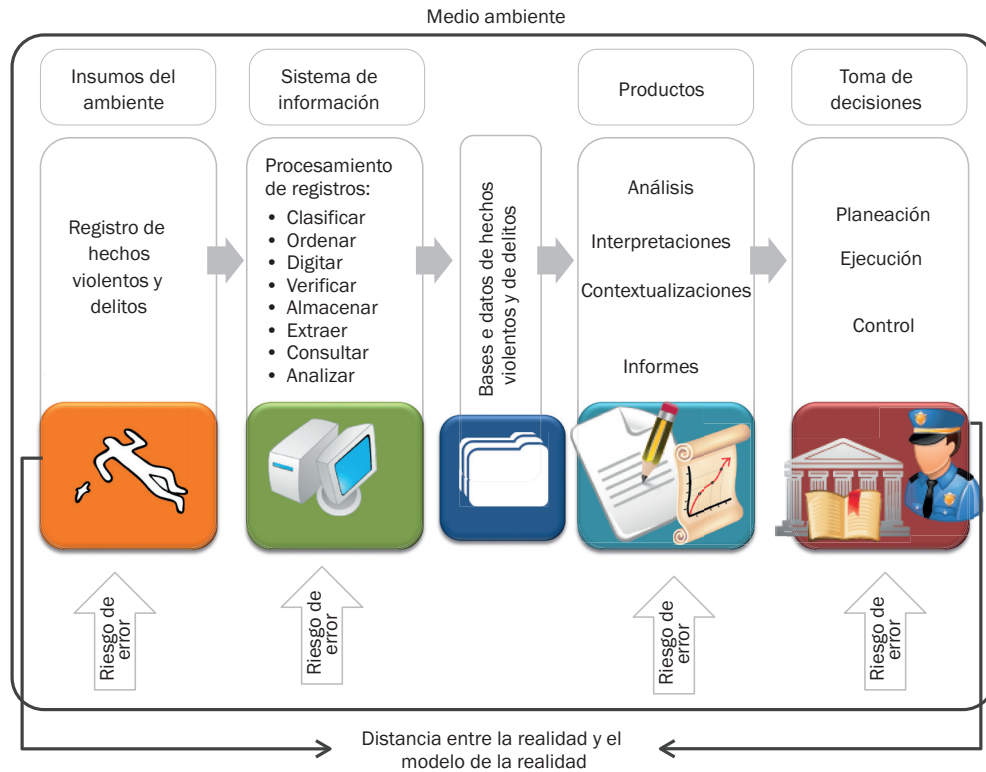 Medio ambiente
Insumos del
ambiente
Sistema de
información
Productos
Toma de
decisiones
Registro de
hechos
violentos y
delitos
Procesamiento
de registros:
• Clasificar
• Ordenar
• Digitar
• Verificar
• Almacenar
• Extraer
• Consultar
• Analizar
Bases e datos de hechos
violentos y de delitos
Análisis
Interpretaciones
Contextualizaciones
Informes
Planeación
Ejecución
Control
Riesgo de
error
Riesgo de
error
Riesgo de
error
Riesgo de
error
Distancia entre la realidad y el
modelo de la realidad